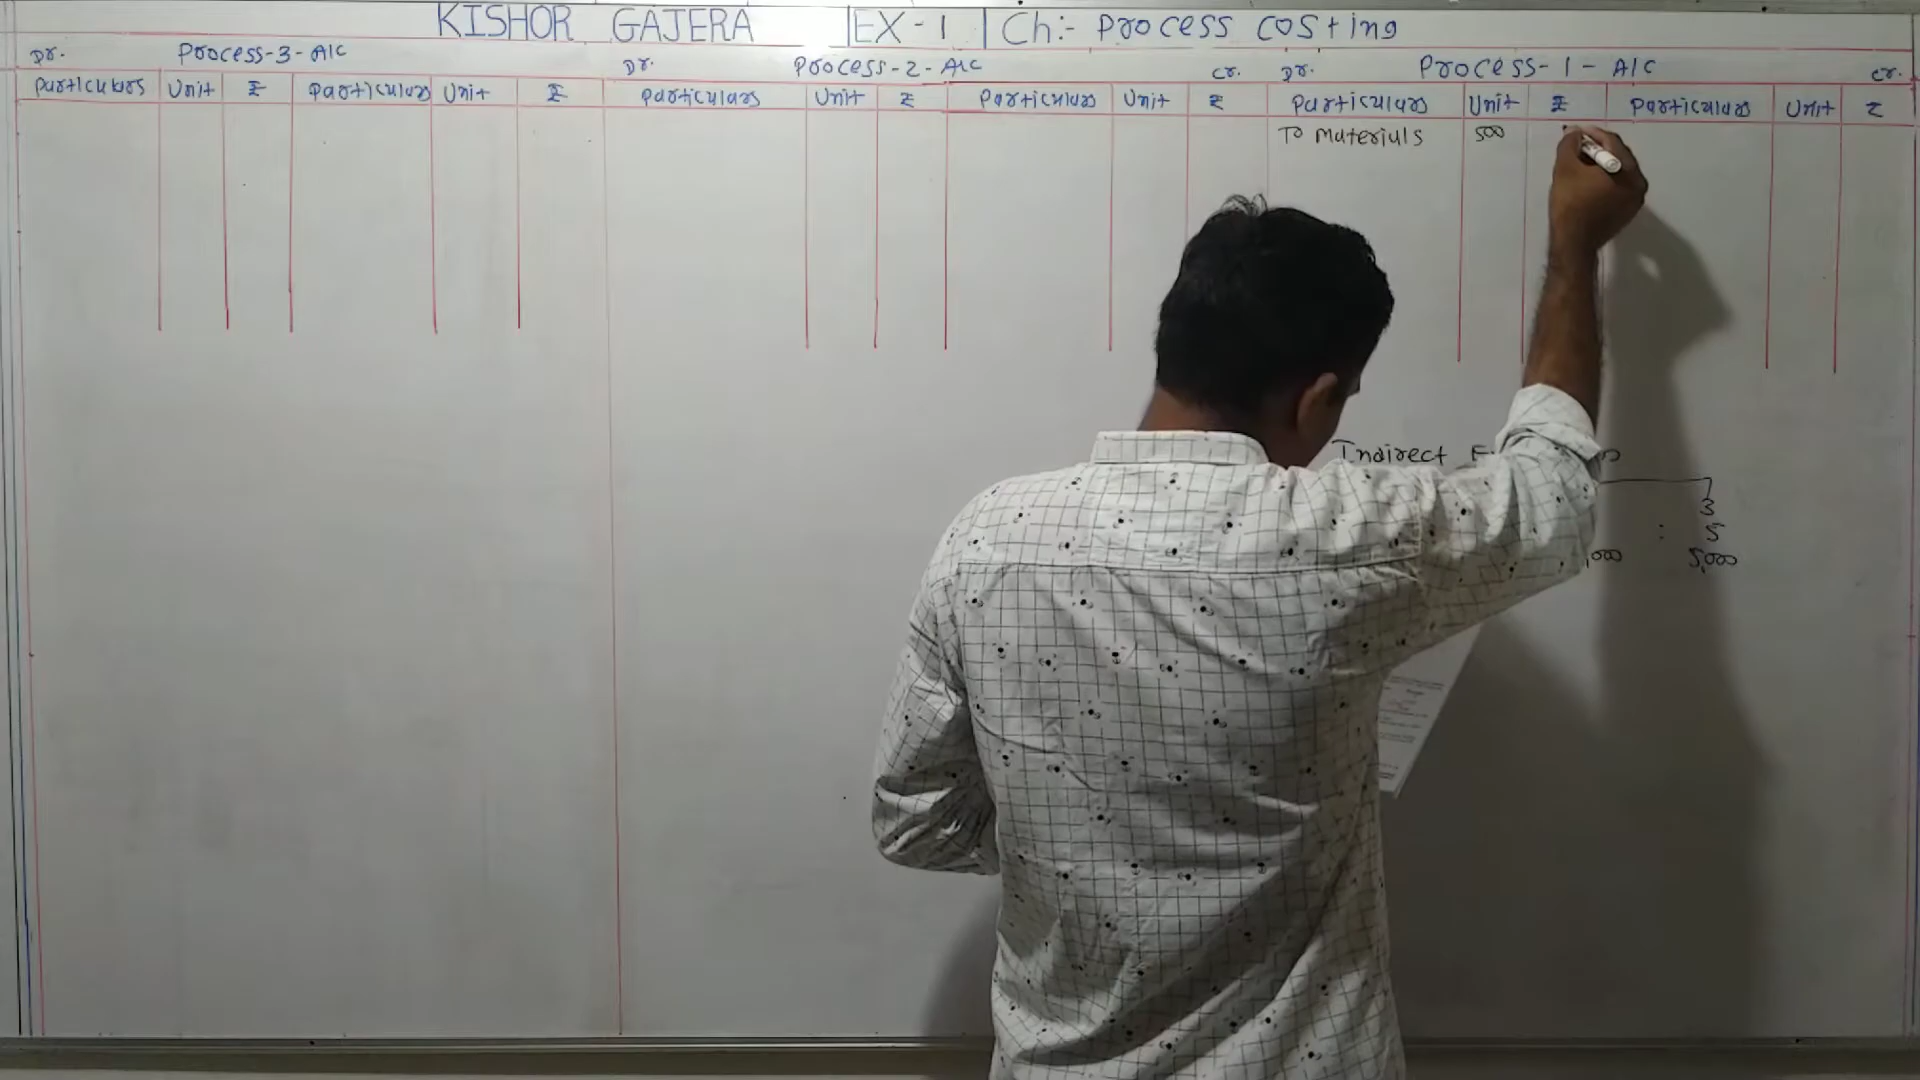 KISHOR GAJERA EX-1 Ch:- Process costing
Dr. Process-3-A/c
Particulars Unit ₹ Particulars Unit ₹
Dr. Process-2-A/c Cr.
Particulars Unit ₹ Particulars Unit ₹
Dr. Process-1-A/c Cr.
Particulars Unit ₹ Particulars Unit ₹
To Materials 500
Indirect
3
: 5
,000 5,000